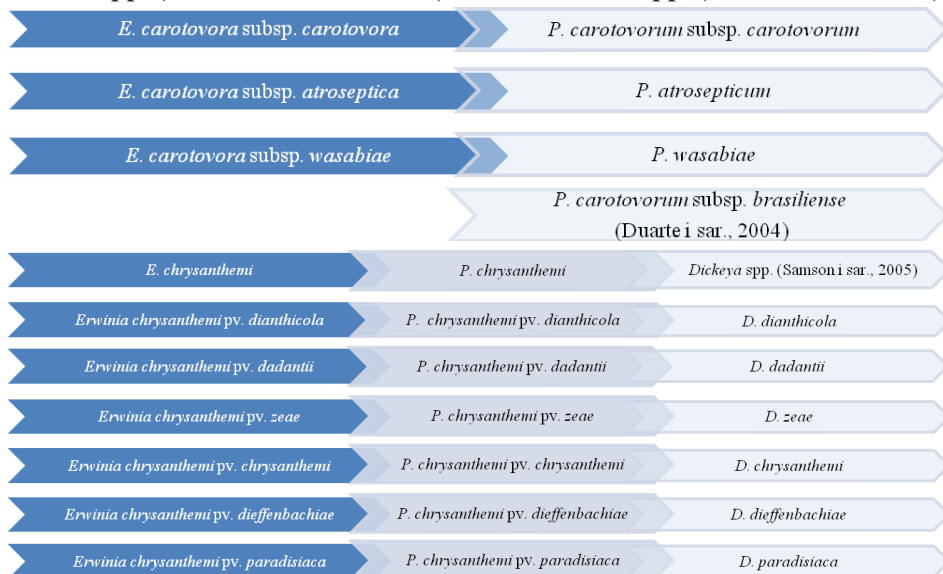 E. carotovora subsp. carotovora P. carotovorum subsp. carotovorum
E. carotovora subsp. atroseptica P. atrosepticum
E. carotovora subsp. wasabiae P. wasabiae
P. carotovorum subsp. brasiliense
(Duarte i sar., 2004)
E. chrysanthemi P. chrysanthemi Dickeya spp. (Samson i sar., 2005)
Erwinia chrysanthemi pv. dianthicola P. chrysanthemi pv. dianthicola D. dianthicola
Erwinia chrysanthemi pv. dadantii P. chrysanthemi pv. dadantii D. dadantii
Erwinia chrysanthemi pv. zeae P. chrysanthemi pv. zeae D. zeae
Erwinia chrysanthemi pv. chrysanthemi P. chrysanthemi pv. chrysanthemi D. chrysanthemi
Erwinia chrysanthemi pv. dieffenbachiae P. chrysanthemi pv. dieffenbachiae D. dieffenbachiae
Erwinia chrysanthemi pv. paradisiaca P. chrysanthemi pv. paradisiaca D. paradisiaca